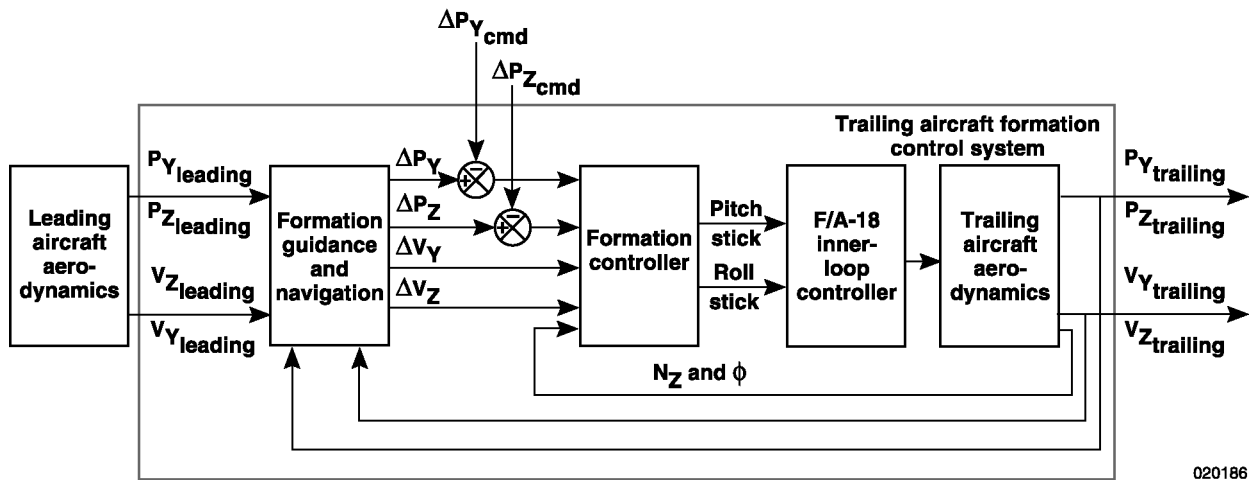 ΔPYcmd
ΔPZcmd
Trailing aircraft formation
control system
Leading
aircraft
aero-
dynamics
PYleading
PZleading
VZleading
VYleading
Formation
guidance
and
navigation
ΔPY
ΔPZ
ΔVY
ΔVZ
+
−
+
−
Formation
controller
Pitch
stick
Roll
stick
F/A-18
inner-
loop
controller
Trailing
aircraft
aero-
dynamics
PYtrailing
PZtrailing
VYtrailing
VZtrailing
NZ and ϕ
020186